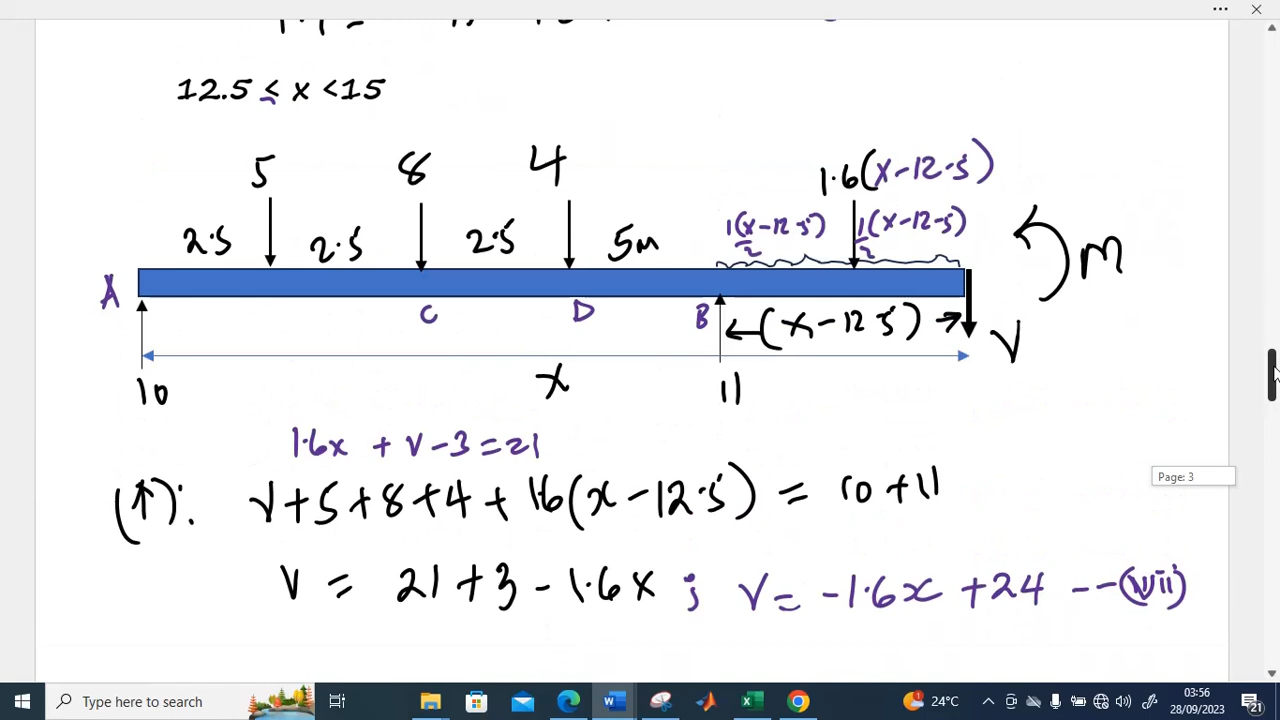 12.5 ≤ x <15
5 8 4 1.6(x-12.5)
2.5 2.5 2.5 5m 1/2(x-12.5) 1/2(x-12.5) M
A C D B (x-12.5) V
10 x 11
1.6x + v - 3 = 21
(↑): V+5+8+4+ 16(x-12.5) = 10+11
Page: 3
V = 21+3-1.6x ; V= -1.6x +24 --(vii)
Type here to search
24°C
03:56
28/09/2023
21